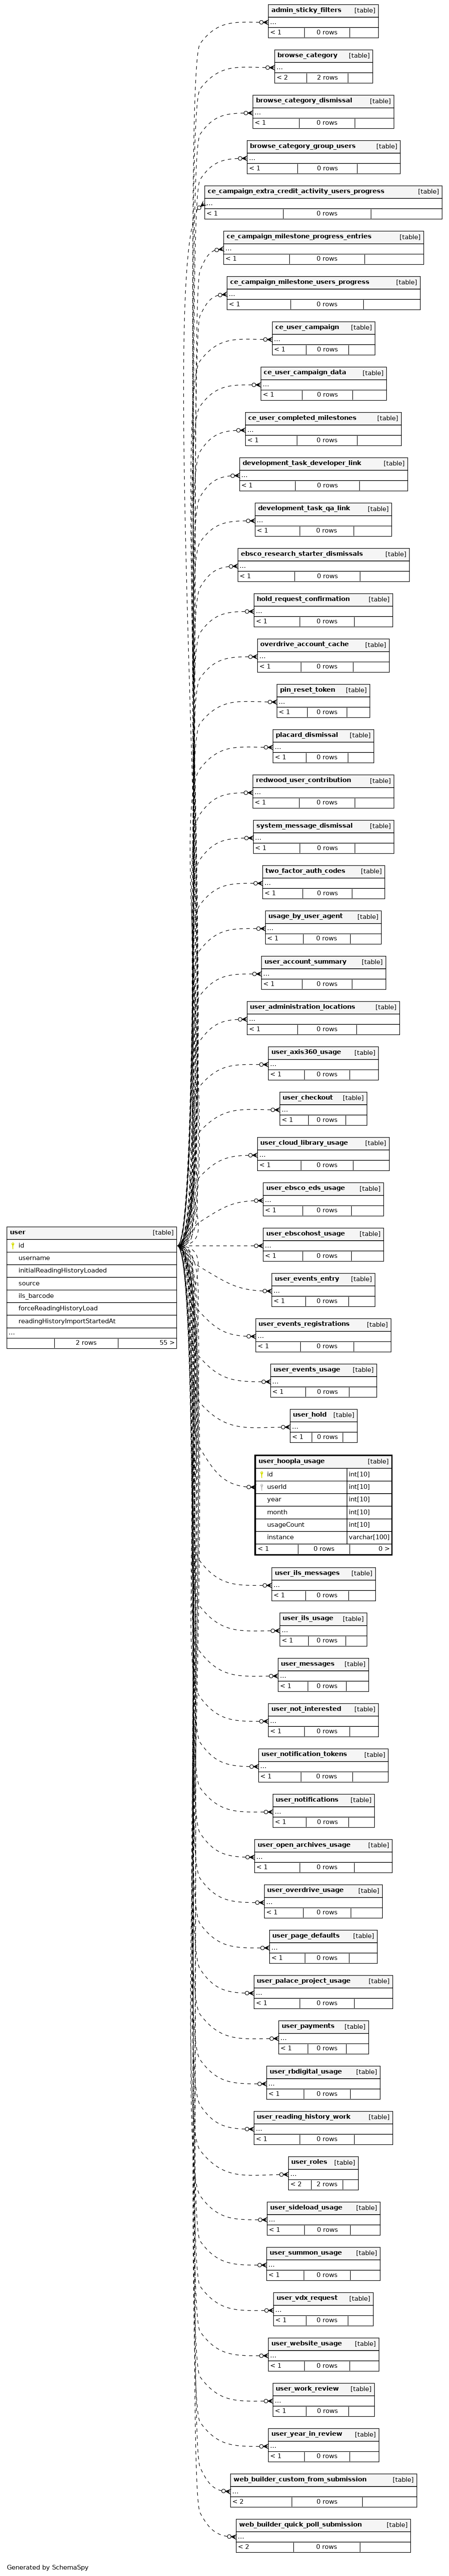 admin_sticky_filters [table]
...
< 1 0 rows
browse_category [table]
...
< 2 2 rows
browse_category_dismissal [table]
...
< 1 0 rows
browse_category_group_users [table]
...
< 1 0 rows
ce_campaign_extra_credit_activity_users_progress [table]
...
< 1 0 rows
ce_campaign_milestone_progress_entries [table]
...
< 1 0 rows
ce_campaign_milestone_users_progress [table]
...
< 1 0 rows
ce_user_campaign [table]
...
< 1 0 rows
ce_user_campaign_data [table]
...
< 1 0 rows
ce_user_completed_milestones [table]
...
< 1 0 rows
development_task_developer_link [table]
...
< 1 0 rows
development_task_qa_link [table]
...
< 1 0 rows
ebsco_research_starter_dismissals [table]
...
< 1 0 rows
hold_request_confirmation [table]
...
< 1 0 rows
overdrive_account_cache [table]
...
< 1 0 rows
pin_reset_token [table]
...
< 1 0 rows
placard_dismissal [table]
...
< 1 0 rows
redwood_user_contribution [table]
...
< 1 0 rows
system_message_dismissal [table]
...
< 1 0 rows
two_factor_auth_codes [table]
...
< 1 0 rows
usage_by_user_agent [table]
...
< 1 0 rows
user_account_summary [table]
...
< 1 0 rows
user_administration_locations [table]
...
< 1 0 rows
user_axis360_usage [table]
...
< 1 0 rows
user_checkout [table]
...
< 1 0 rows
user_cloud_library_usage [table]
...
< 1 0 rows
user_ebsco_eds_usage [table]
...
< 1 0 rows
user [table]
id
username
initialReadingHistoryLoaded
source
ils_barcode
forceReadingHistoryLoad
readingHistoryImportStartedAt
...
2 rows 55 >
user_ebscohost_usage [table]
...
< 1 0 rows
user_events_entry [table]
...
< 1 0 rows
user_events_registrations [table]
...
< 1 0 rows
user_events_usage [table]
...
< 1 0 rows
user_hold [table]
...
< 1 0 rows
user_hoopla_usage [table]
id int[10]
userId int[10]
year int[10]
month int[10]
usageCount int[10]
instance varchar[100]
< 1 0 rows 0 >
user_ils_messages [table]
...
< 1 0 rows
user_ils_usage [table]
...
< 1 0 rows
user_messages [table]
...
< 1 0 rows
user_not_interested [table]
...
< 1 0 rows
user_notification_tokens [table]
...
< 1 0 rows
user_notifications [table]
...
< 1 0 rows
user_open_archives_usage [table]
...
< 1 0 rows
user_overdrive_usage [table]
...
< 1 0 rows
user_page_defaults [table]
...
< 1 0 rows
user_palace_project_usage [table]
...
< 1 0 rows
user_payments [table]
...
< 1 0 rows
user_rbdigital_usage [table]
...
< 1 0 rows
user_reading_history_work [table]
...
< 1 0 rows
user_roles [table]
...
< 2 2 rows
user_sideload_usage [table]
...
< 1 0 rows
user_summon_usage [table]
...
< 1 0 rows
user_vdx_request [table]
...
< 1 0 rows
user_website_usage [table]
...
< 1 0 rows
user_work_review [table]
...
< 1 0 rows
user_year_in_review [table]
...
< 1 0 rows
web_builder_custom_from_submission [table]
...
< 2 0 rows
web_builder_quick_poll_submission [table]
...
< 2 0 rows
Generated by SchemaSpy